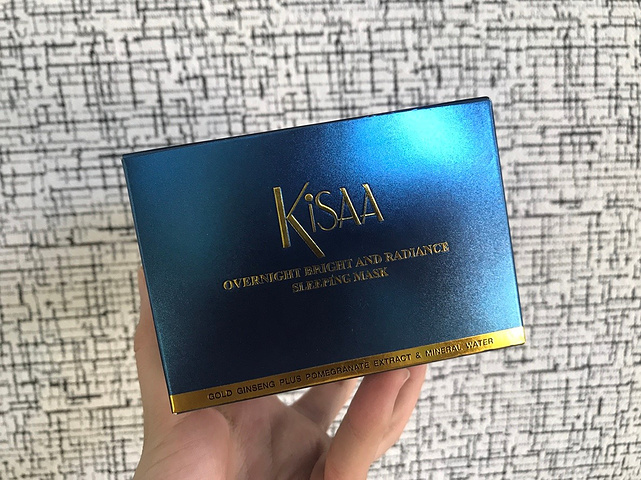 KiSAA
OVERNIGHT BRIGHT AND RADIANCE
SLEEPING MASK
GOLD GINSENG PLUS POMEGRANATE EXTRACT & MINERAL WATER